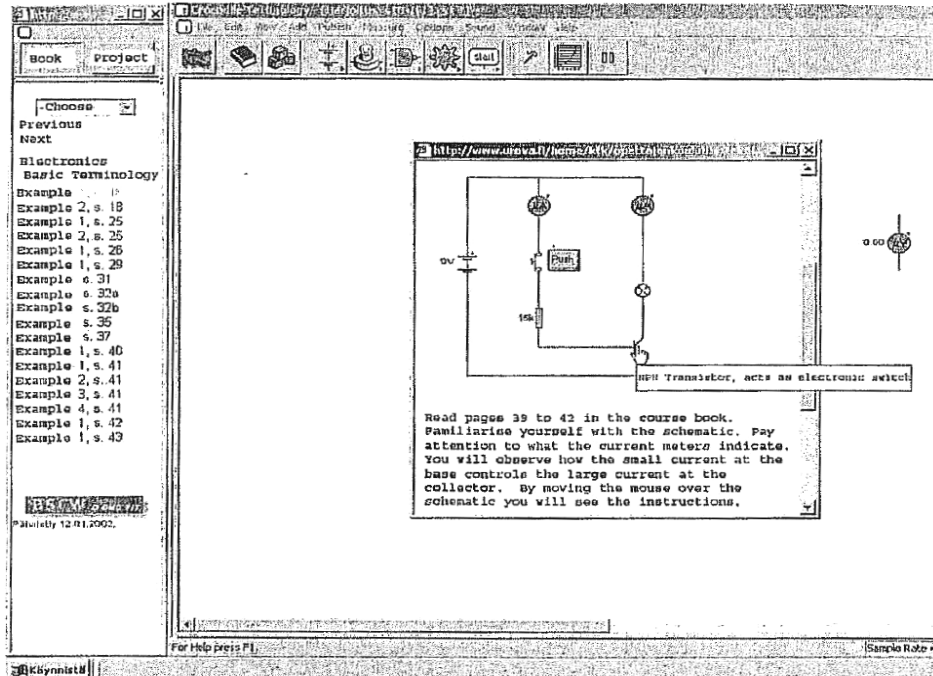 Book Project
-Choose
Previous
Next
Electronics
Basic Terminology
Example
Example 2, s. 18
Example 1, s. 25
Example 2, s. 25
Example 1, s. 26
Example 1, s. 29
Example s. 31
Example s. 32a
Example s. 32b
Example s. 35
Example s. 37
Example 1, s. 40
Example 1, s. 41
Example 2, s. 41
Example 3, s. 41
Example 4, s. 41
Example 1, s. 42
Example 1, s. 43
12.01.2002,
Käynnistä
File Edit View Add Publish Measure Options Sound Window Help
start
Push
15k
NPN Transistor, acts as electronic switch
Read pages 39 to 42 in the course book.
Familiarise yourself with the schematic. Pay
attention to what the current meters indicate.
You will observe how the small current at the
base controls the large current at the
collector. By moving the mouse over the
schematic you will see the instructions.
0.00
For Help press F1.
Sample Rate